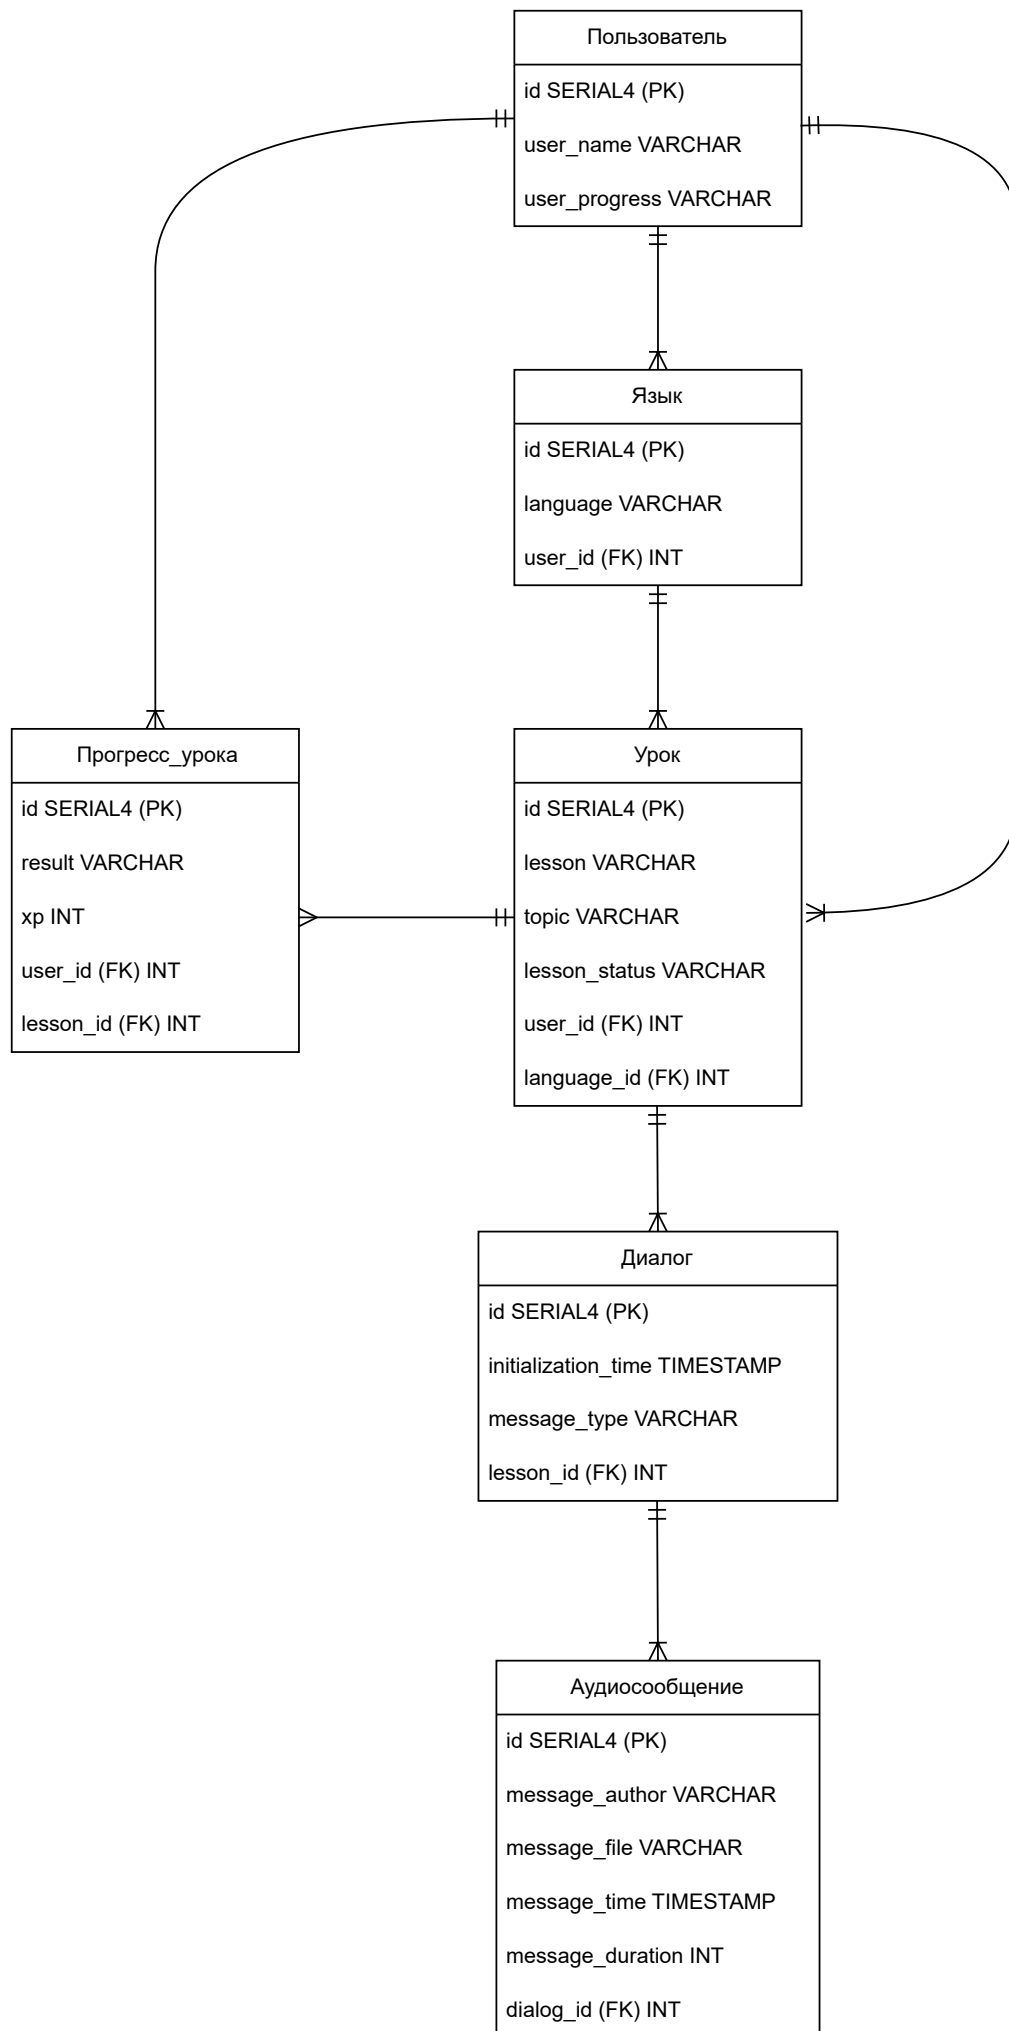 Пользователь
id SERIAL4 (PK)
user_name VARCHAR
user_progress VARCHAR
Язык
id SERIAL4 (PK)
language VARCHAR
user_id (FK) INT
Прогресс_урока
id SERIAL4 (PK)
result VARCHAR
xp INT
user_id (FK) INT
lesson_id (FK) INT
Урок
id SERIAL4 (PK)
lesson VARCHAR
topic VARCHAR
lesson_status VARCHAR
user_id (FK) INT
language_id (FK) INT
Диалог
id SERIAL4 (PK)
initialization_time TIMESTAMP
message_type VARCHAR
lesson_id (FK) INT
Аудиосообщение
id SERIAL4 (PK)
message_author VARCHAR
message_file VARCHAR
message_time TIMESTAMP
message_duration INT
dialog_id (FK) INT